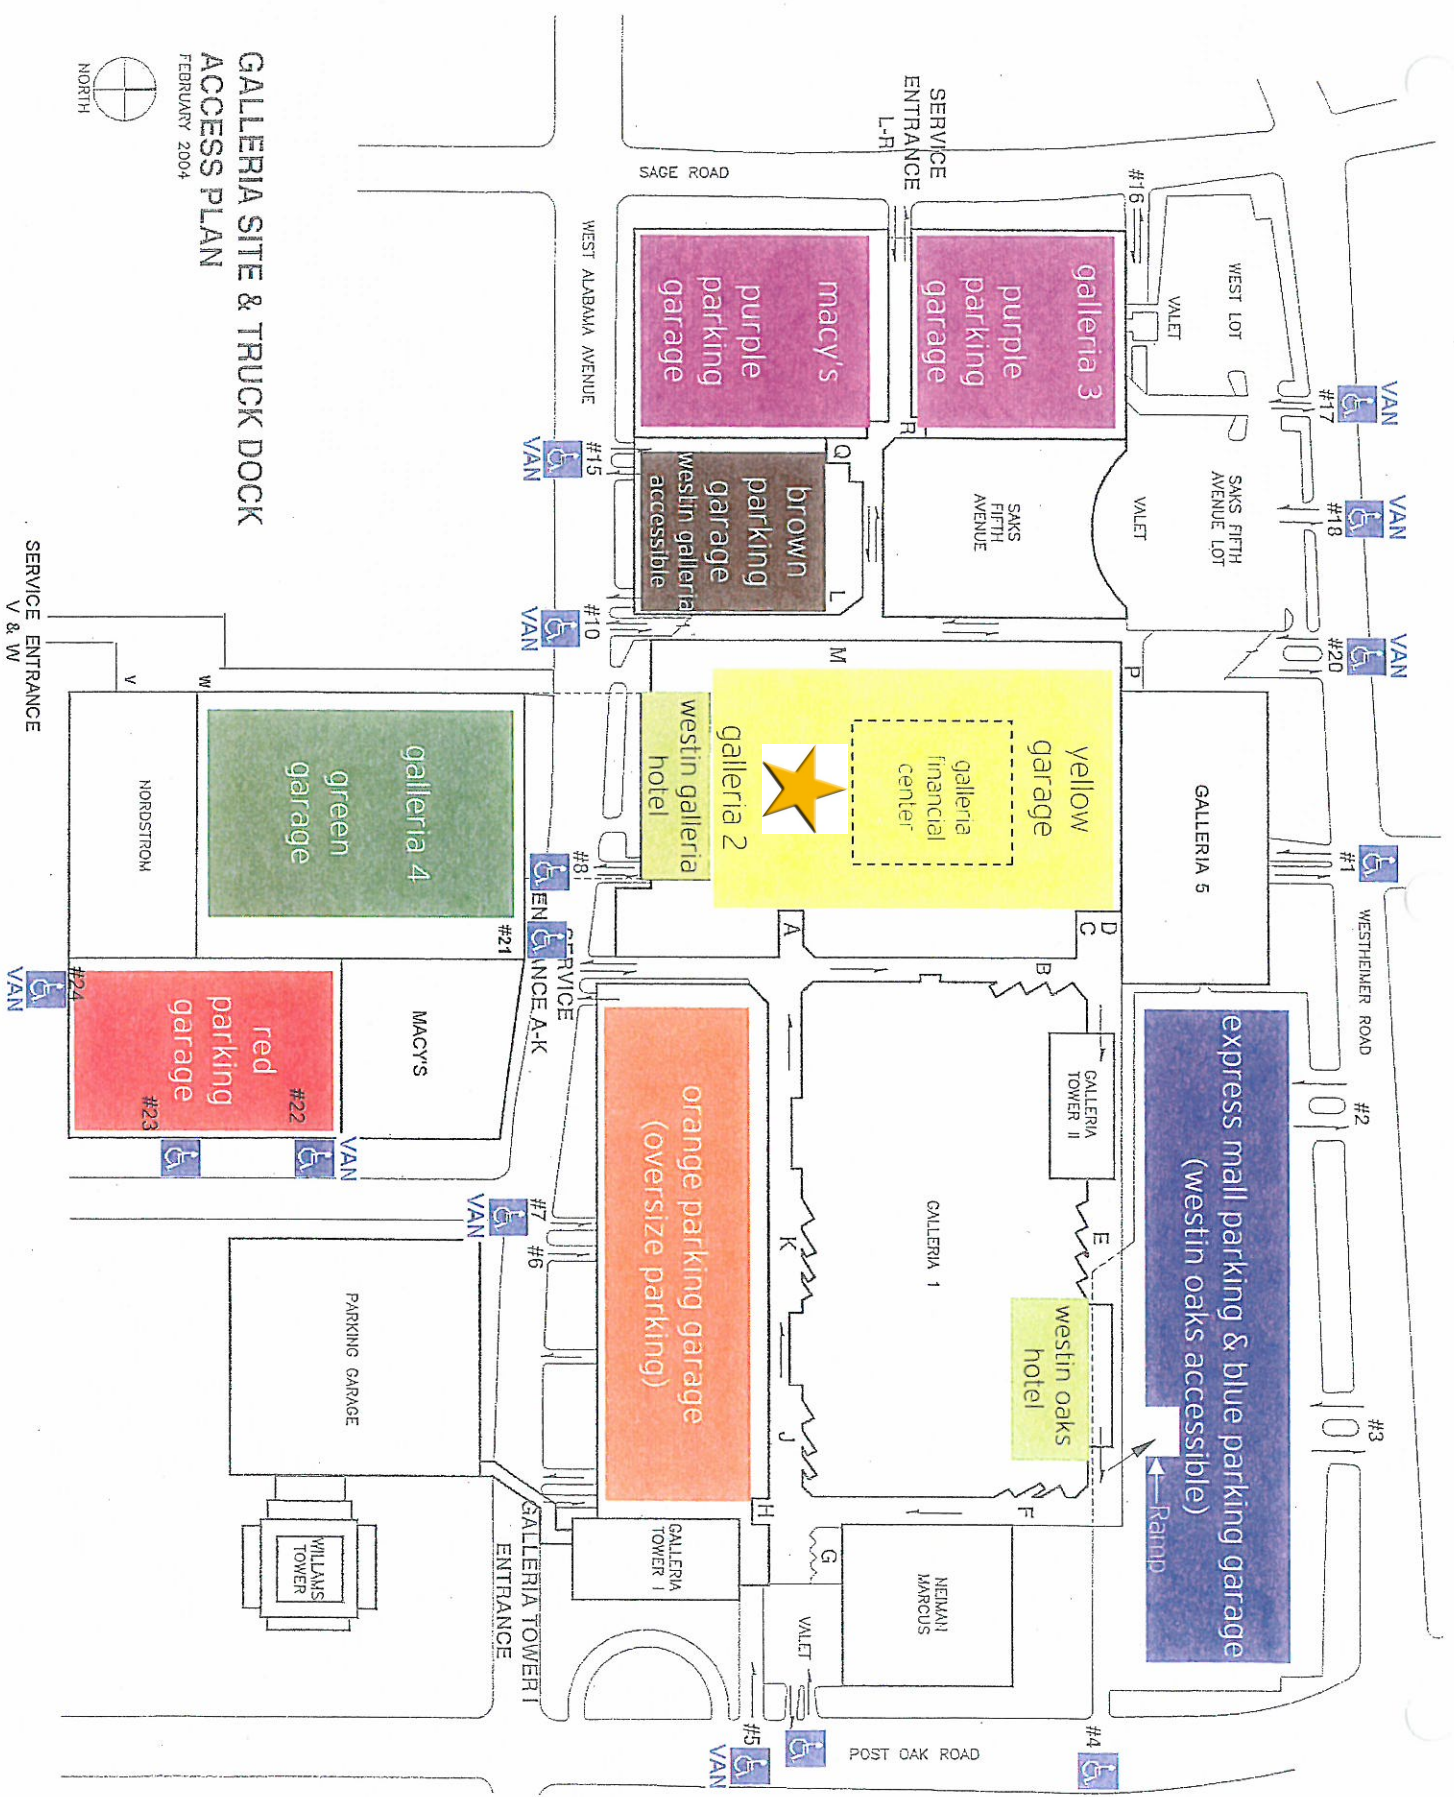 GALLERIA SITE & TRUCK DOCK
ACCESS PLAN
FEBRUARY 2004
NORTH
WESTHEIMER ROAD
VAN
#17
VAN
#18
VAN
#20
#1
#2
#3
#4
WEST LOT
VALET
#16
SAKS FIFTH
AVENUE LOT
VALET
SAGE ROAD
SERVICE
ENTRANCE
L-R
galleria 3
purple
parking
garage
macy's
purple
parking
garage
R
Q
SAKS
FIFTH
AVENUE
brown
parking
garage
westin galleria
accessible
L
WEST ALABAMA AVENUE
#15
VAN
#10
VAN
M
P
GALLERIA 5
yellow
garage
galleria
financial
center
galleria 2
westin galleria
hotel
#8
A
D
C
B
express mall parking & blue parking garage
(westin oaks accessible)
Ramp
GALLERIA
TOWER II
E
GALLERIA 1
westin oaks
hotel
F
K
J
H
G
orange parking garage
(oversize parking)
GALLERIA
TOWER I
NEIMAN
MARCUS
VALET
POST OAK ROAD
#5
VAN
SERVICE ENTRANCE
V & W
V
W
NORDSTROM
galleria 4
green
garage
#21
MACY'S
red
parking
garage
#24
VAN
#22
#23
VAN
#7
VAN
#6
PARKING GARAGE
WILLAMS
TOWER
GALLERIA TOWER I
ENTRANCE